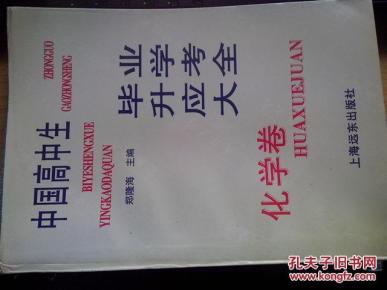 中国高中生
ZHONGGUO
GAOZHONGSHENG
毕业
升学
应考
大全
BIYESHENGXUE
YINGKAODAQUAN
郑隆海 主编
化学卷
HUAXUEJUAN
上海远东出版社
孔夫子旧书网